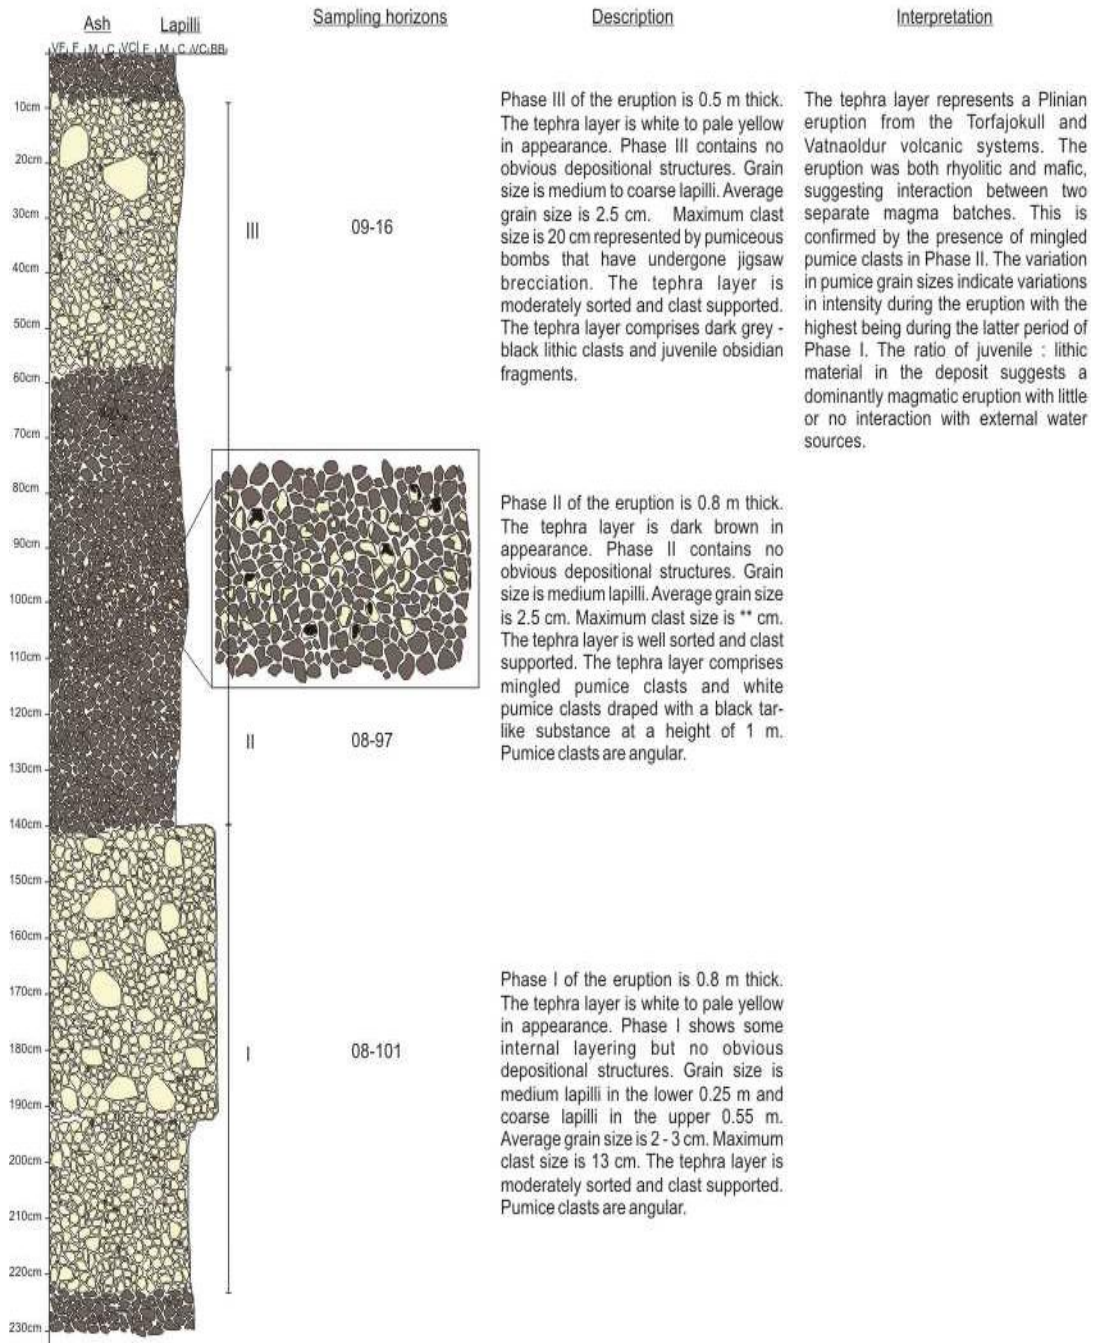 Ash Lapilli Sampling horizons Description Interpretation
VF F M C VC F M C VC BB
10cm
20cm
30cm
40cm
50cm
60cm
70cm
80cm
90cm
100cm
110cm
120cm
130cm
140cm
150cm
160cm
170cm
180cm
190cm
200cm
210cm
220cm
230cm
III 09-16
II 08-97
I 08-101
Phase III of the eruption is 0.5 m thick.
The tephra layer is white to pale yellow
in appearance. Phase III contains no
obvious depositional structures. Grain
size is medium to coarse lapilli. Average
grain size is 2.5 cm. Maximum clast
size is 20 cm represented by pumiceous
bombs that have undergone jigsaw
brecciation. The tephra layer is
moderately sorted and clast supported.
The tephra layer comprises dark grey -
black lithic clasts and juvenile obsidian
fragments.
Phase II of the eruption is 0.8 m thick.
The tephra layer is dark brown in
appearance. Phase II contains no
obvious depositional structures. Grain
size is medium lapilli. Average grain size
is 2.5 cm. Maximum clast size is ** cm.
The tephra layer is well sorted and clast
supported. The tephra layer comprises
mingled pumice clasts and white
pumice clasts draped with a black tar-
like substance at a height of 1 m.
Pumice clasts are angular.
Phase I of the eruption is 0.8 m thick.
The tephra layer is white to pale yellow
in appearance. Phase I shows some
internal layering but no obvious
depositional structures. Grain size is
medium lapilli in the lower 0.25 m and
coarse lapilli in the upper 0.55 m.
Average grain size is 2 - 3 cm. Maximum
clast size is 13 cm. The tephra layer is
moderately sorted and clast supported.
Pumice clasts are angular.
The tephra layer represents a Plinian
eruption from the Torfajokull and
Vatnaoldur volcanic systems. The
eruption was both rhyolitic and mafic,
suggesting interaction between two
separate magma batches. This is
confirmed by the presence of mingled
pumice clasts in Phase II. The variation
in pumice grain sizes indicate variations
in intensity during the eruption with the
highest being during the latter period of
Phase I. The ratio of juvenile : lithic
material in the deposit suggests a
dominantly magmatic eruption with little
or no interaction with external water
sources.